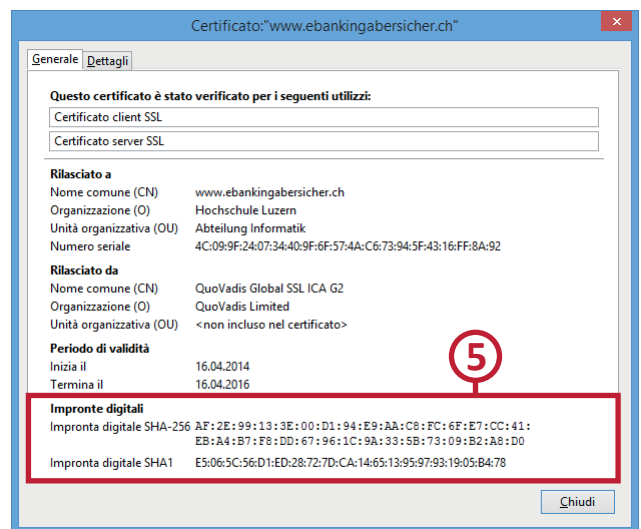 Certificato:"www.ebankingabersicher.ch"
Generale Dettagli
Questo certificato è stato verificato per i seguenti utilizzi:
Certificato client SSL
Certificato server SSL
Rilasciato a
Nome comune (CN) www.ebankingabersicher.ch
Organizzazione (O) Hochschule Luzern
Unità organizzativa (OU) Abteilung Informatik
Numero seriale 4C:09:9F:24:07:34:40:9F:6F:57:4A:C6:73:94:5F:43:16:FF:8A:92
Rilasciato da
Nome comune (CN) QuoVadis Global SSL ICA G2
Organizzazione (O) QuoVadis Limited
Unità organizzativa (OU) <non incluso nel certificato>
Periodo di validità
Inizia il 16.04.2014
Termina il 16.04.2016
5
Impronte digitali
Impronta digitale SHA-256 AF:2E:99:13:3E:00:D1:94:E9:AA:C8:FC:6F:E7:CC:41:
EB:A4:B7:F8:DD:67:96:1C:9A:33:5B:73:09:B2:A8:D0
Impronta digitale SHA1 E5:06:5C:56:D1:ED:28:72:7D:CA:14:65:13:95:97:93:19:05:B4:78
Chiudi